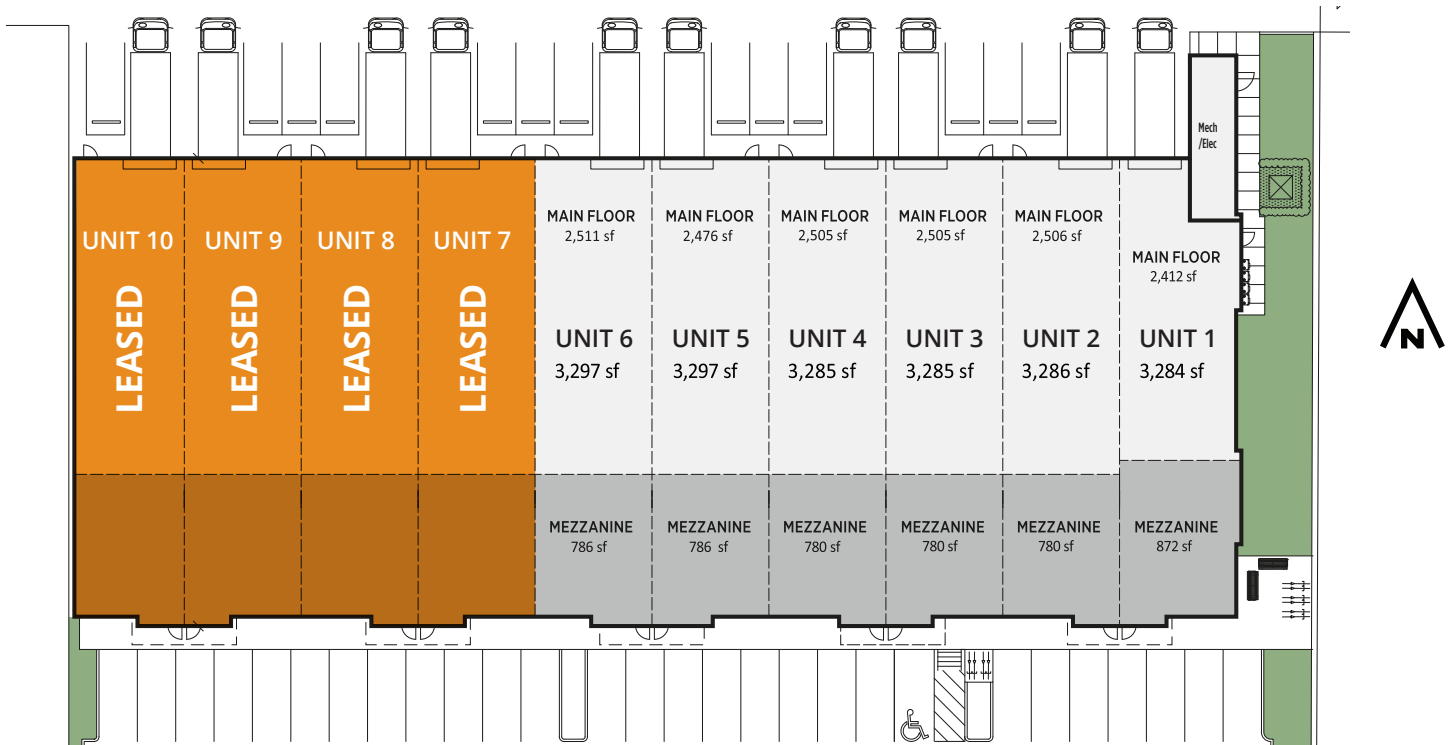 Mech
/Elec
MAIN FLOOR
2,511 sf
MAIN FLOOR
2,476 sf
MAIN FLOOR
2,505 sf
MAIN FLOOR
2,505 sf
MAIN FLOOR
2,506 sf
MAIN FLOOR
2,412 sf
UNIT 10
LEASED
UNIT 9
LEASED
UNIT 8
LEASED
UNIT 7
LEASED
UNIT 6
3,297 sf
UNIT 5
3,297 sf
UNIT 4
3,285 sf
UNIT 3
3,285 sf
UNIT 2
3,286 sf
UNIT 1
3,284 sf
MEZZANINE
786 sf
MEZZANINE
786 sf
MEZZANINE
780 sf
MEZZANINE
780 sf
MEZZANINE
780 sf
MEZZANINE
872 sf
N